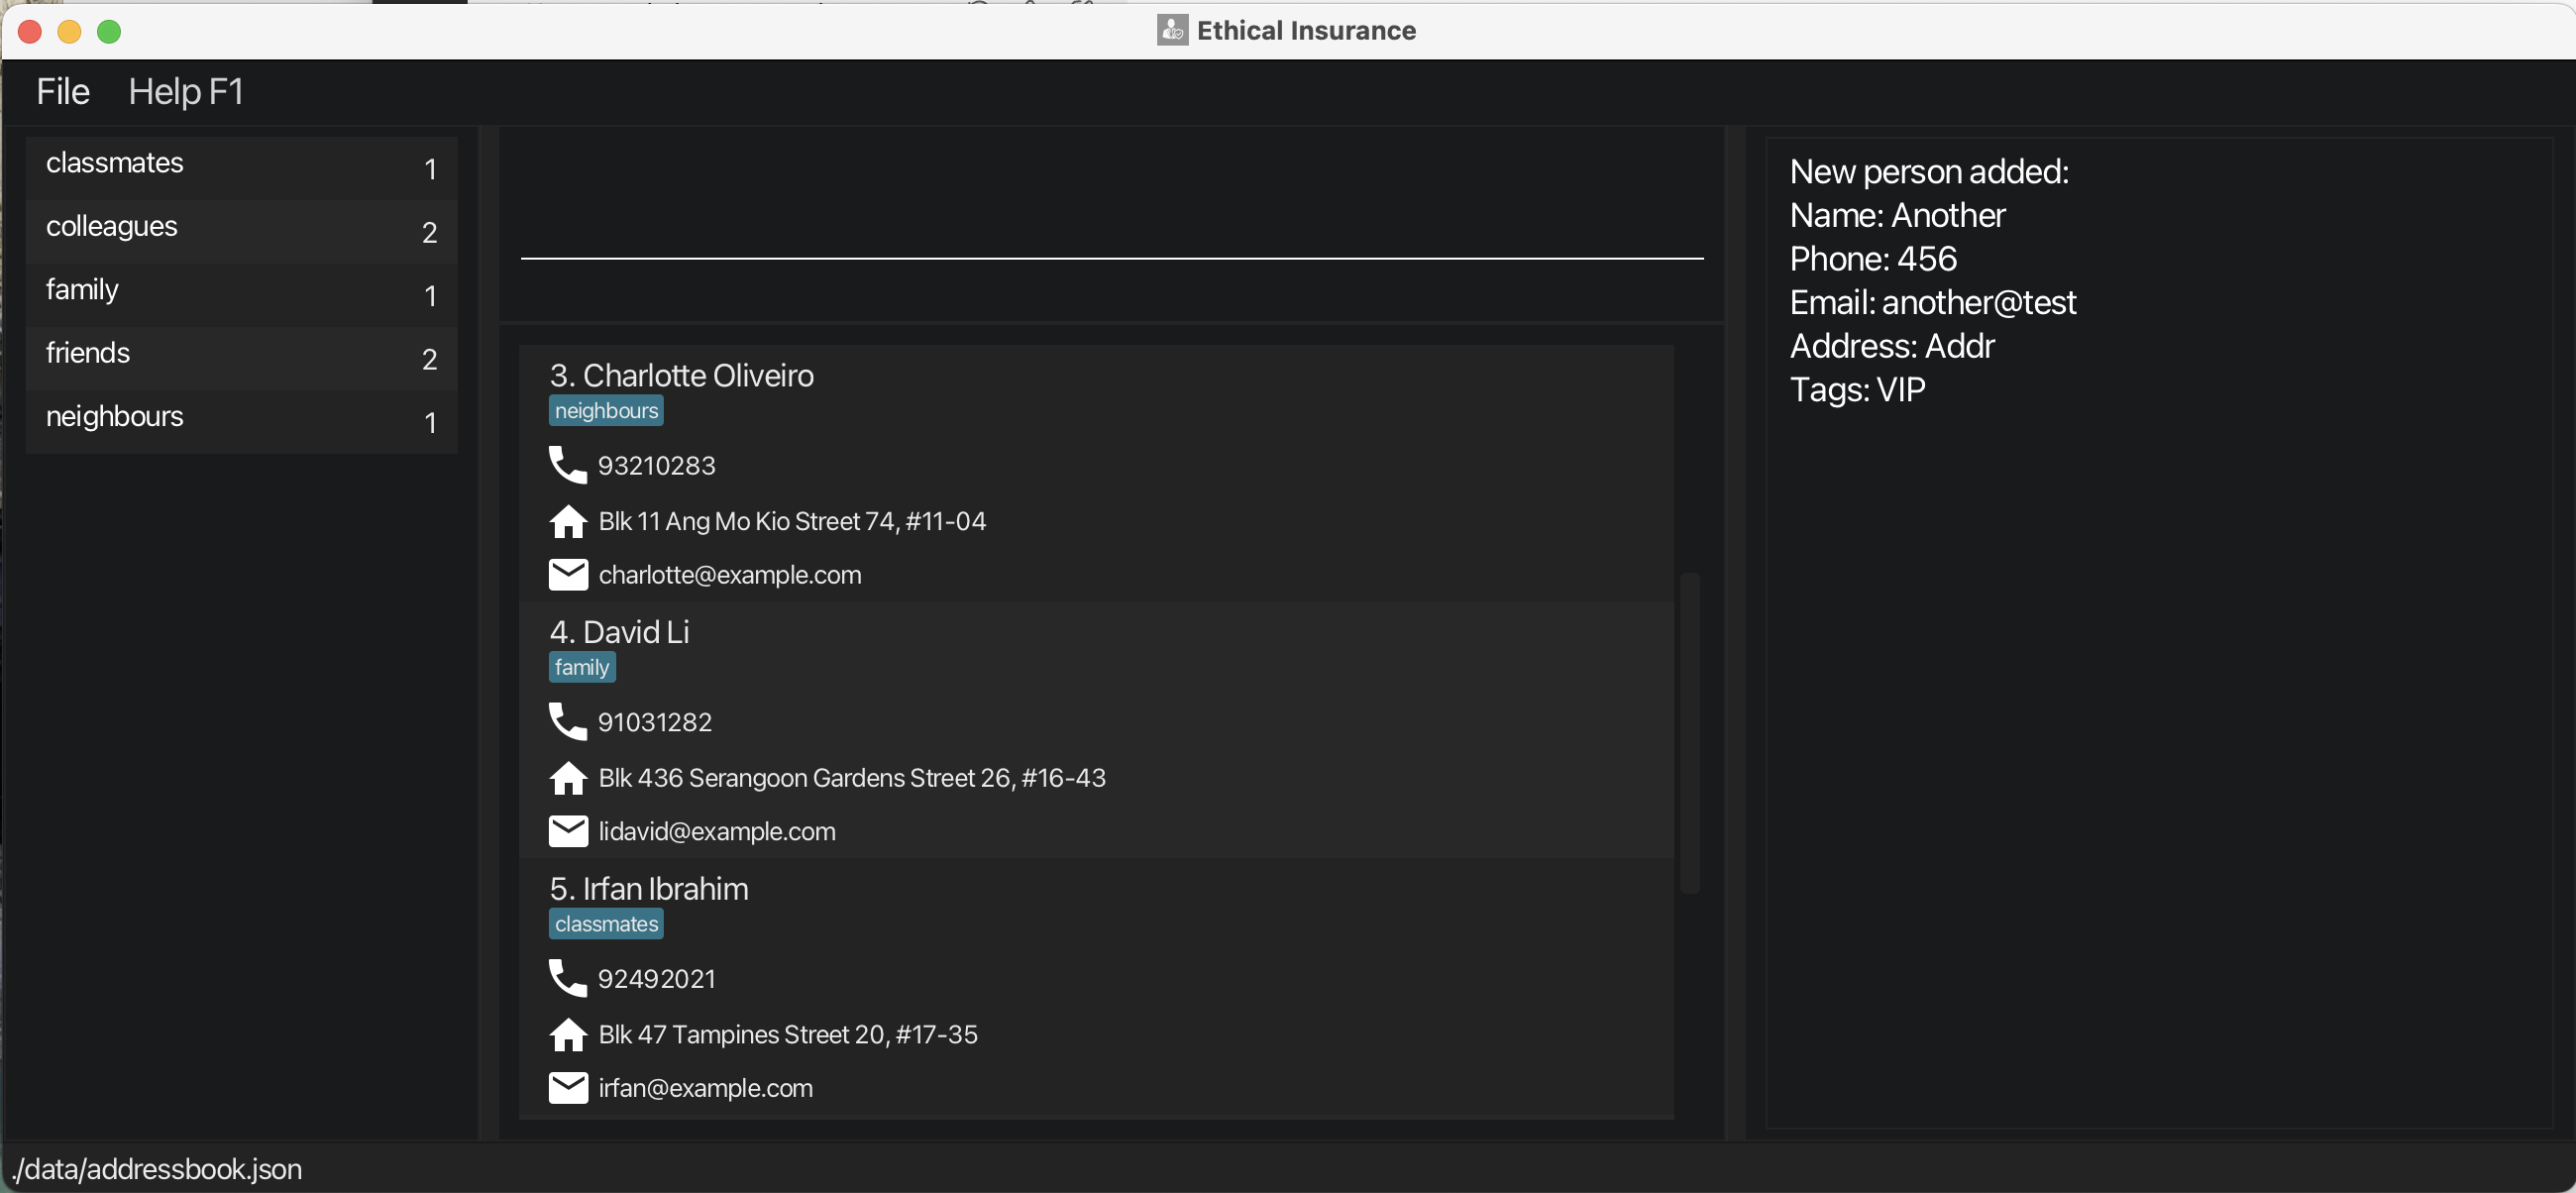 Ethical Insurance
File Help F1
classmates 1
colleagues 2
family 1
friends 2
neighbours 1
3. Charlotte Oliveiro
neighbours
93210283
Blk 11 Ang Mo Kio Street 74, #11-04
charlotte@example.com
4. David Li
family
91031282
Blk 436 Serangoon Gardens Street 26, #16-43
lidavid@example.com
5. Irfan Ibrahim
classmates
92492021
Blk 47 Tampines Street 20, #17-35
irfan@example.com
New person added:
Name: Another
Phone: 456
Email: another@test
Address: Addr
Tags: VIP
./data/addressbook.json